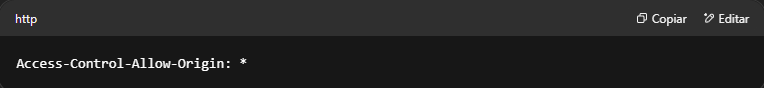 http Copiar Editar
Access-Control-Allow-Origin: *